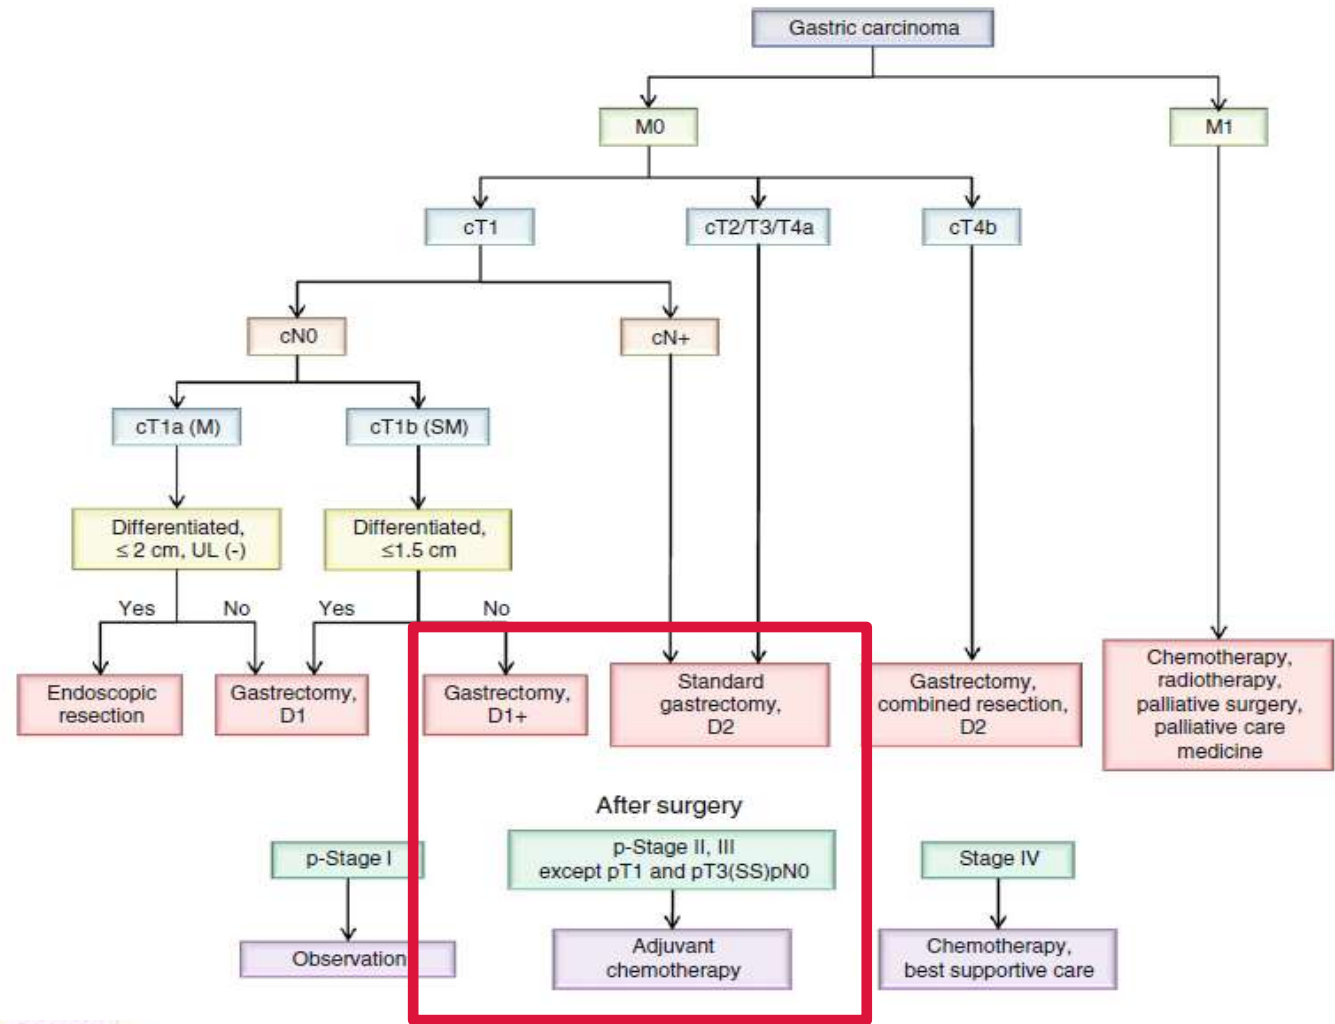 Gastric carcinoma
M0
M1
cT1
cT2/T3/T4a
cT4b
cN0
cN+
cT1a (M)
cT1b (SM)
Differentiated,
≤ 2 cm, UL (-)
Differentiated,
≤1.5 cm
Yes
No
Yes
No
Endoscopic
resection
Gastrectomy,
D1
Gastrectomy,
D1+
Standard
gastrectomy,
D2
Gastrectomy,
combined resection,
D2
Chemotherapy,
radiotherapy,
palliative surgery,
palliative care
medicine
After surgery
p-Stage I
p-Stage II, III
except pT1 and pT3(SS)pN0
Stage IV
Observation
Adjuvant
chemotherapy
Chemotherapy,
best supportive care